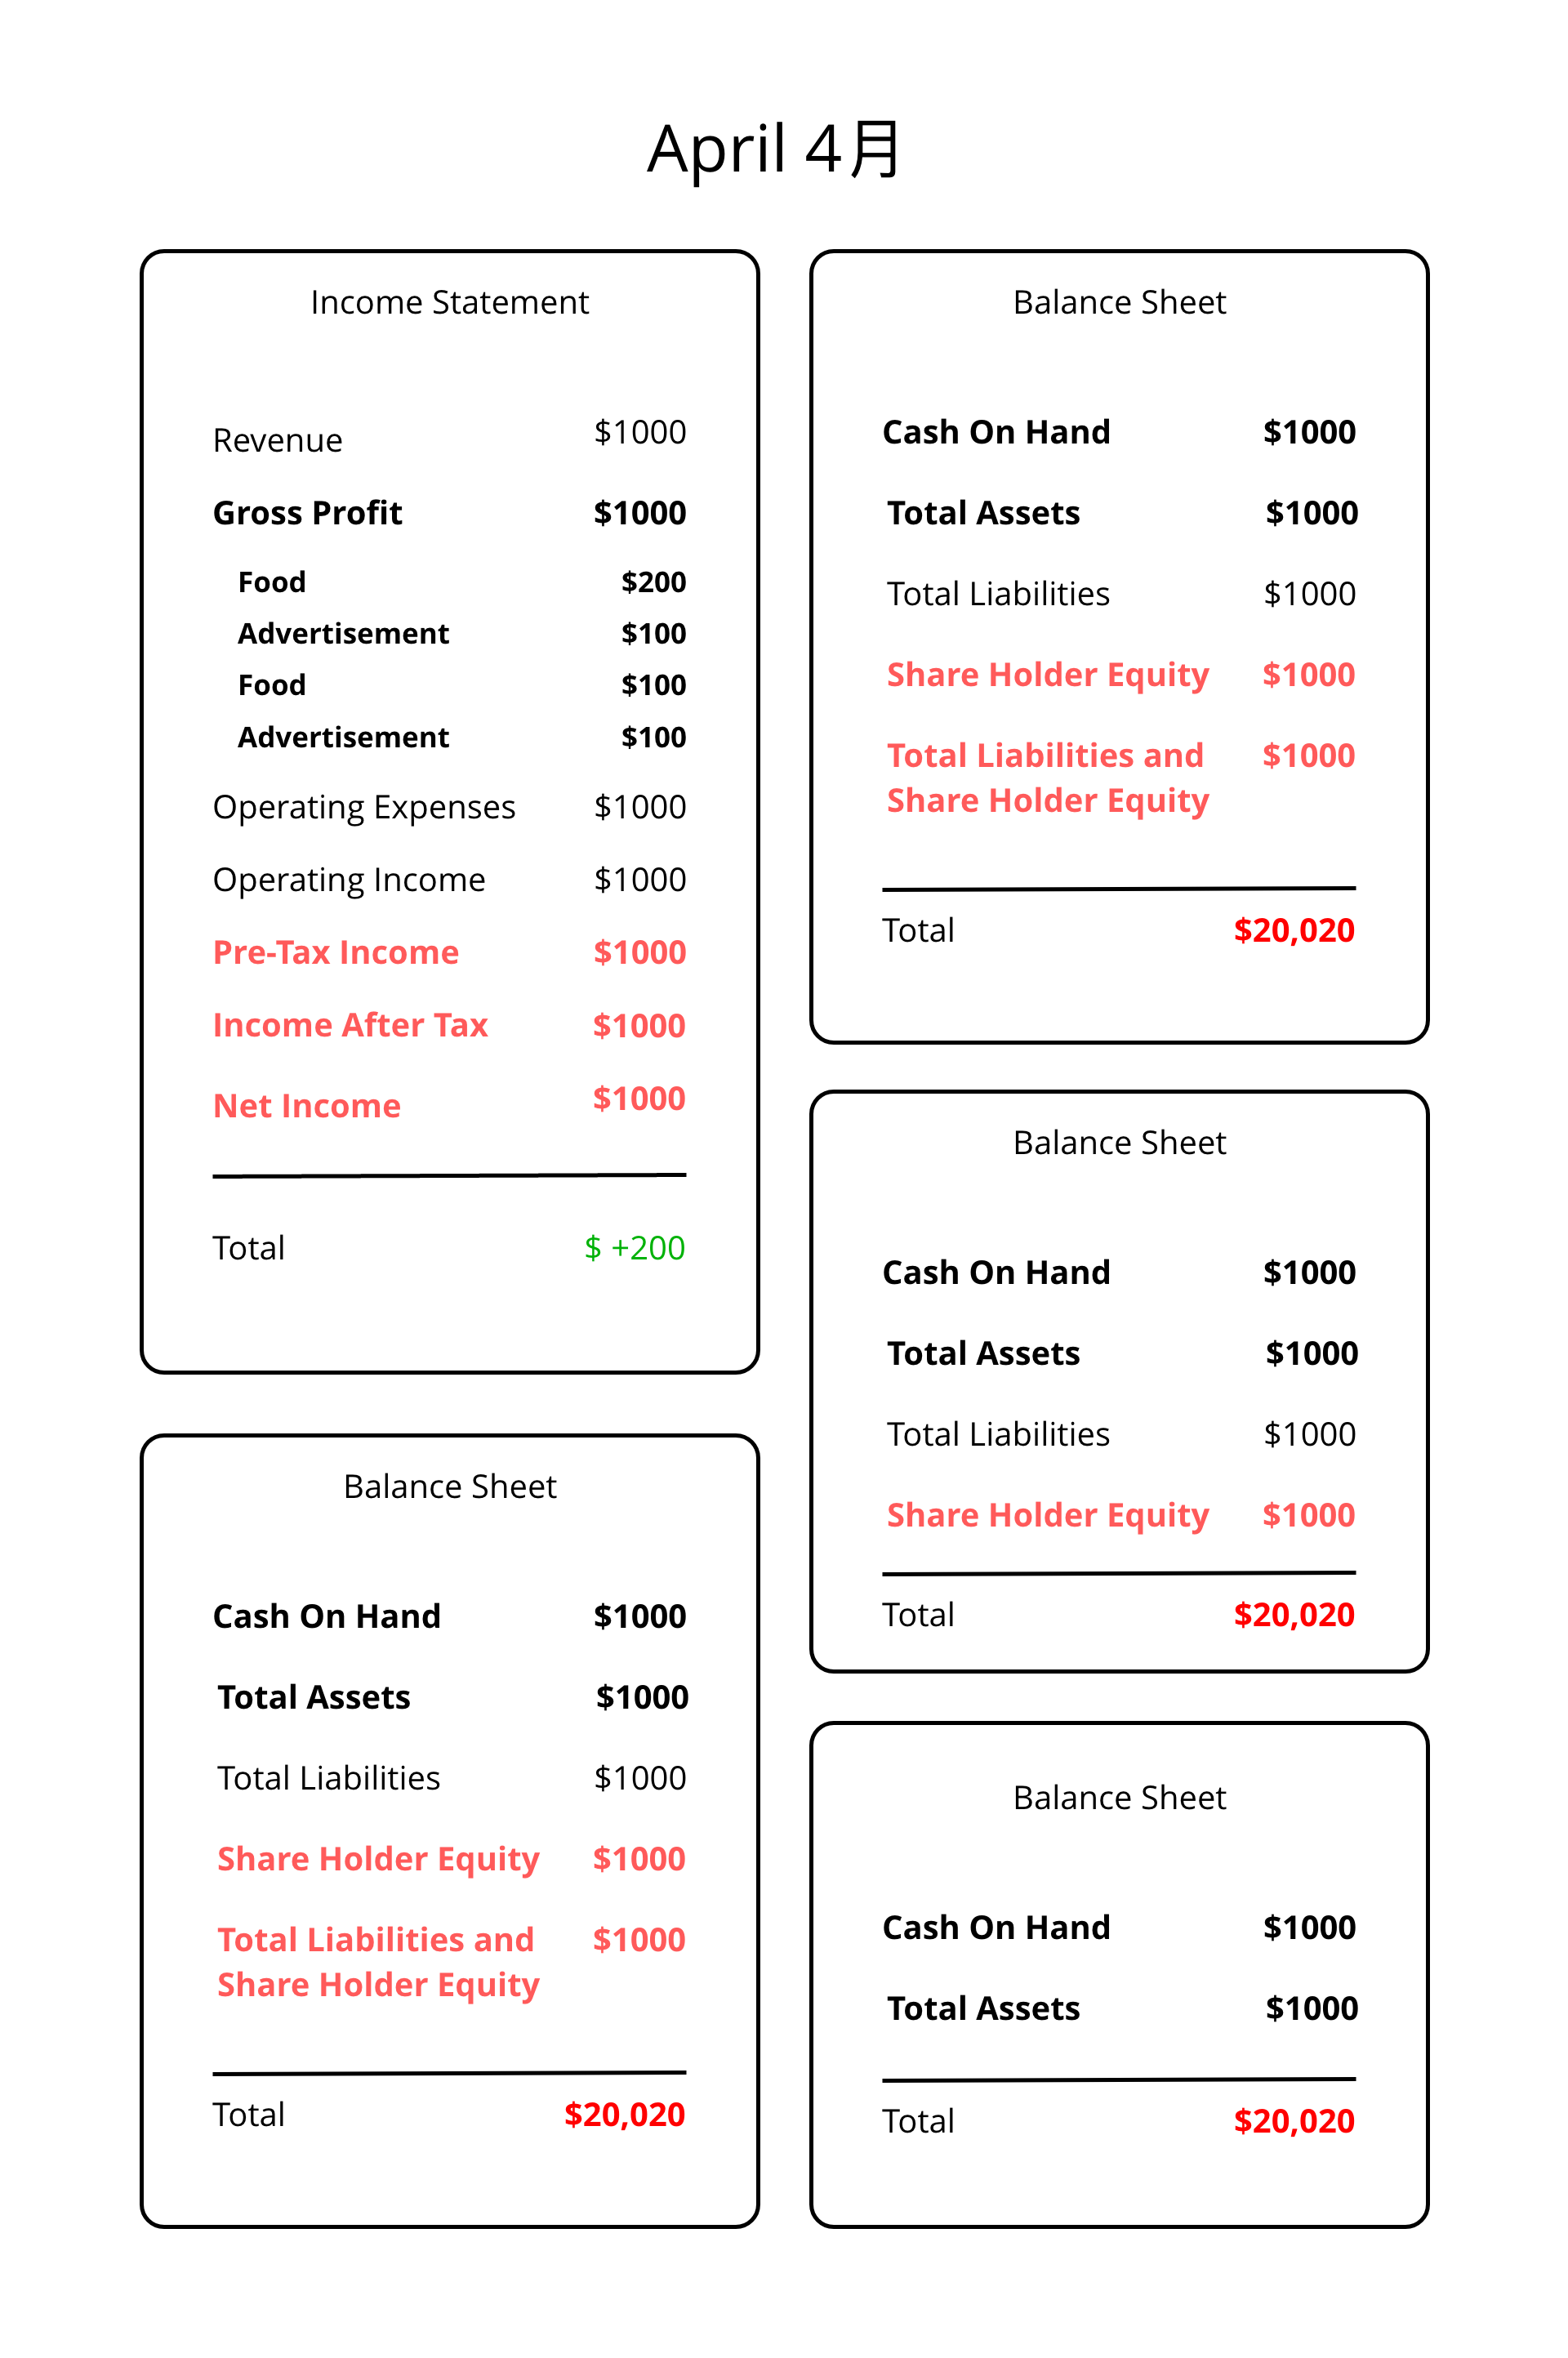 April 4月
Income Statement
Revenue $1000
Gross Profit $1000
Food $200
Advertisement $100
Food $100
Advertisement $100
Operating Expenses $1000
Operating Income $1000
Pre-Tax Income $1000
Income After Tax $1000
Net Income $1000
Total $ +200
Balance Sheet
Cash On Hand $1000
Total Assets $1000
Total Liabilities $1000
Share Holder Equity $1000
Total Liabilities and $1000
Share Holder Equity
Total $20,020
Balance Sheet
Cash On Hand $1000
Total Assets $1000
Total Liabilities $1000
Share Holder Equity $1000
Total Liabilities and $1000
Share Holder Equity
Total $20,020
Balance Sheet
Cash On Hand $1000
Total Assets $1000
Total Liabilities $1000
Share Holder Equity $1000
Total $20,020
Balance Sheet
Cash On Hand $1000
Total Assets $1000
Total $20,020